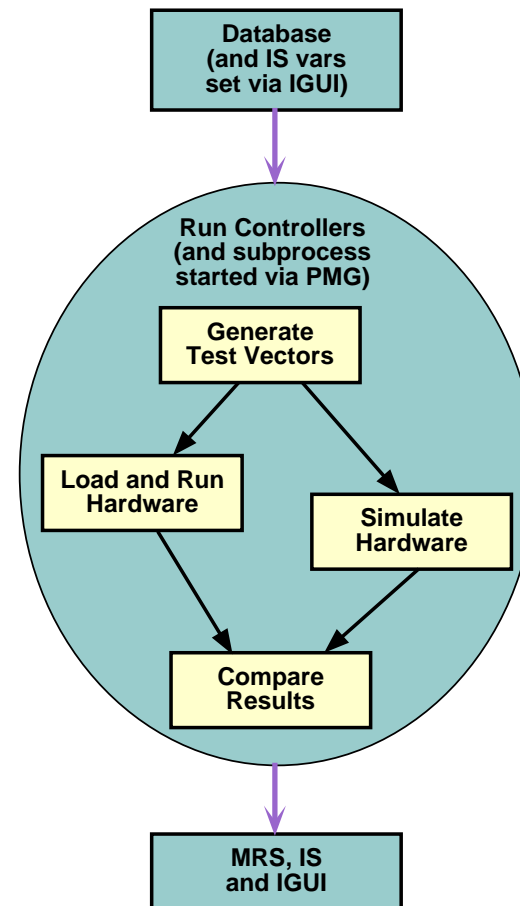 Database
(and IS vars
set via IGUI)
Run Controllers
(and subprocess
started via PMG)
Generate
Test Vectors
Load and Run
Hardware
Simulate
Hardware
Compare
Results
MRS, IS
and IGUI